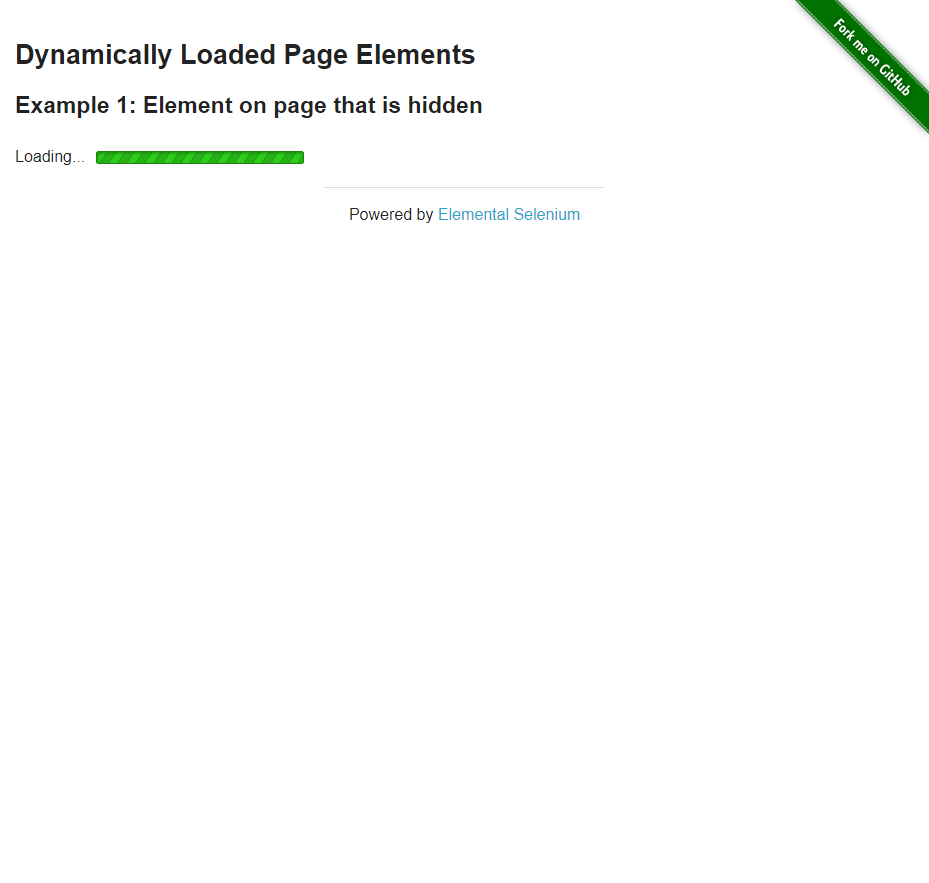 Fork me on GitHub
Dynamically Loaded Page Elements
Example 1: Element on page that is hidden
Loading...
Powered by Elemental Selenium